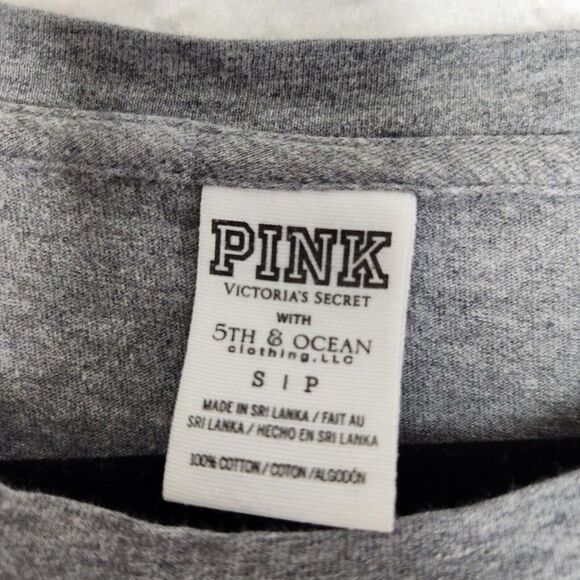 PINK
VICTORIA'S SECRET
WITH
5TH & OCEAN
clothing, LLC
S | P
MADE IN SRI LANKA / FAIT AU
SRI LANKA / HECHO EN SRI LANKA
100% COTTON / COTON / ALGODÓN